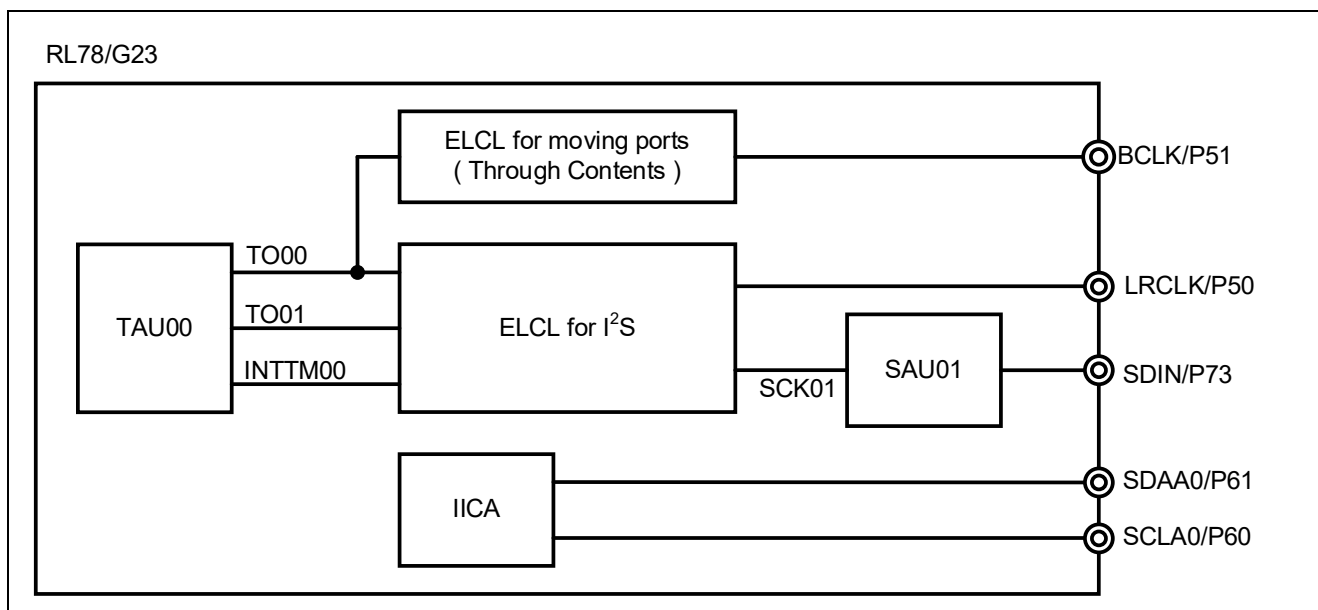 RL78/G23
ELCL for moving ports
( Through Contents )
BCLK/P51
TAU00
TO00
TO01
INTTM00
ELCL for I²S
LRCLK/P50
SCK01
SAU01
SDIN/P73
IICA
SDAA0/P61
SCLA0/P60